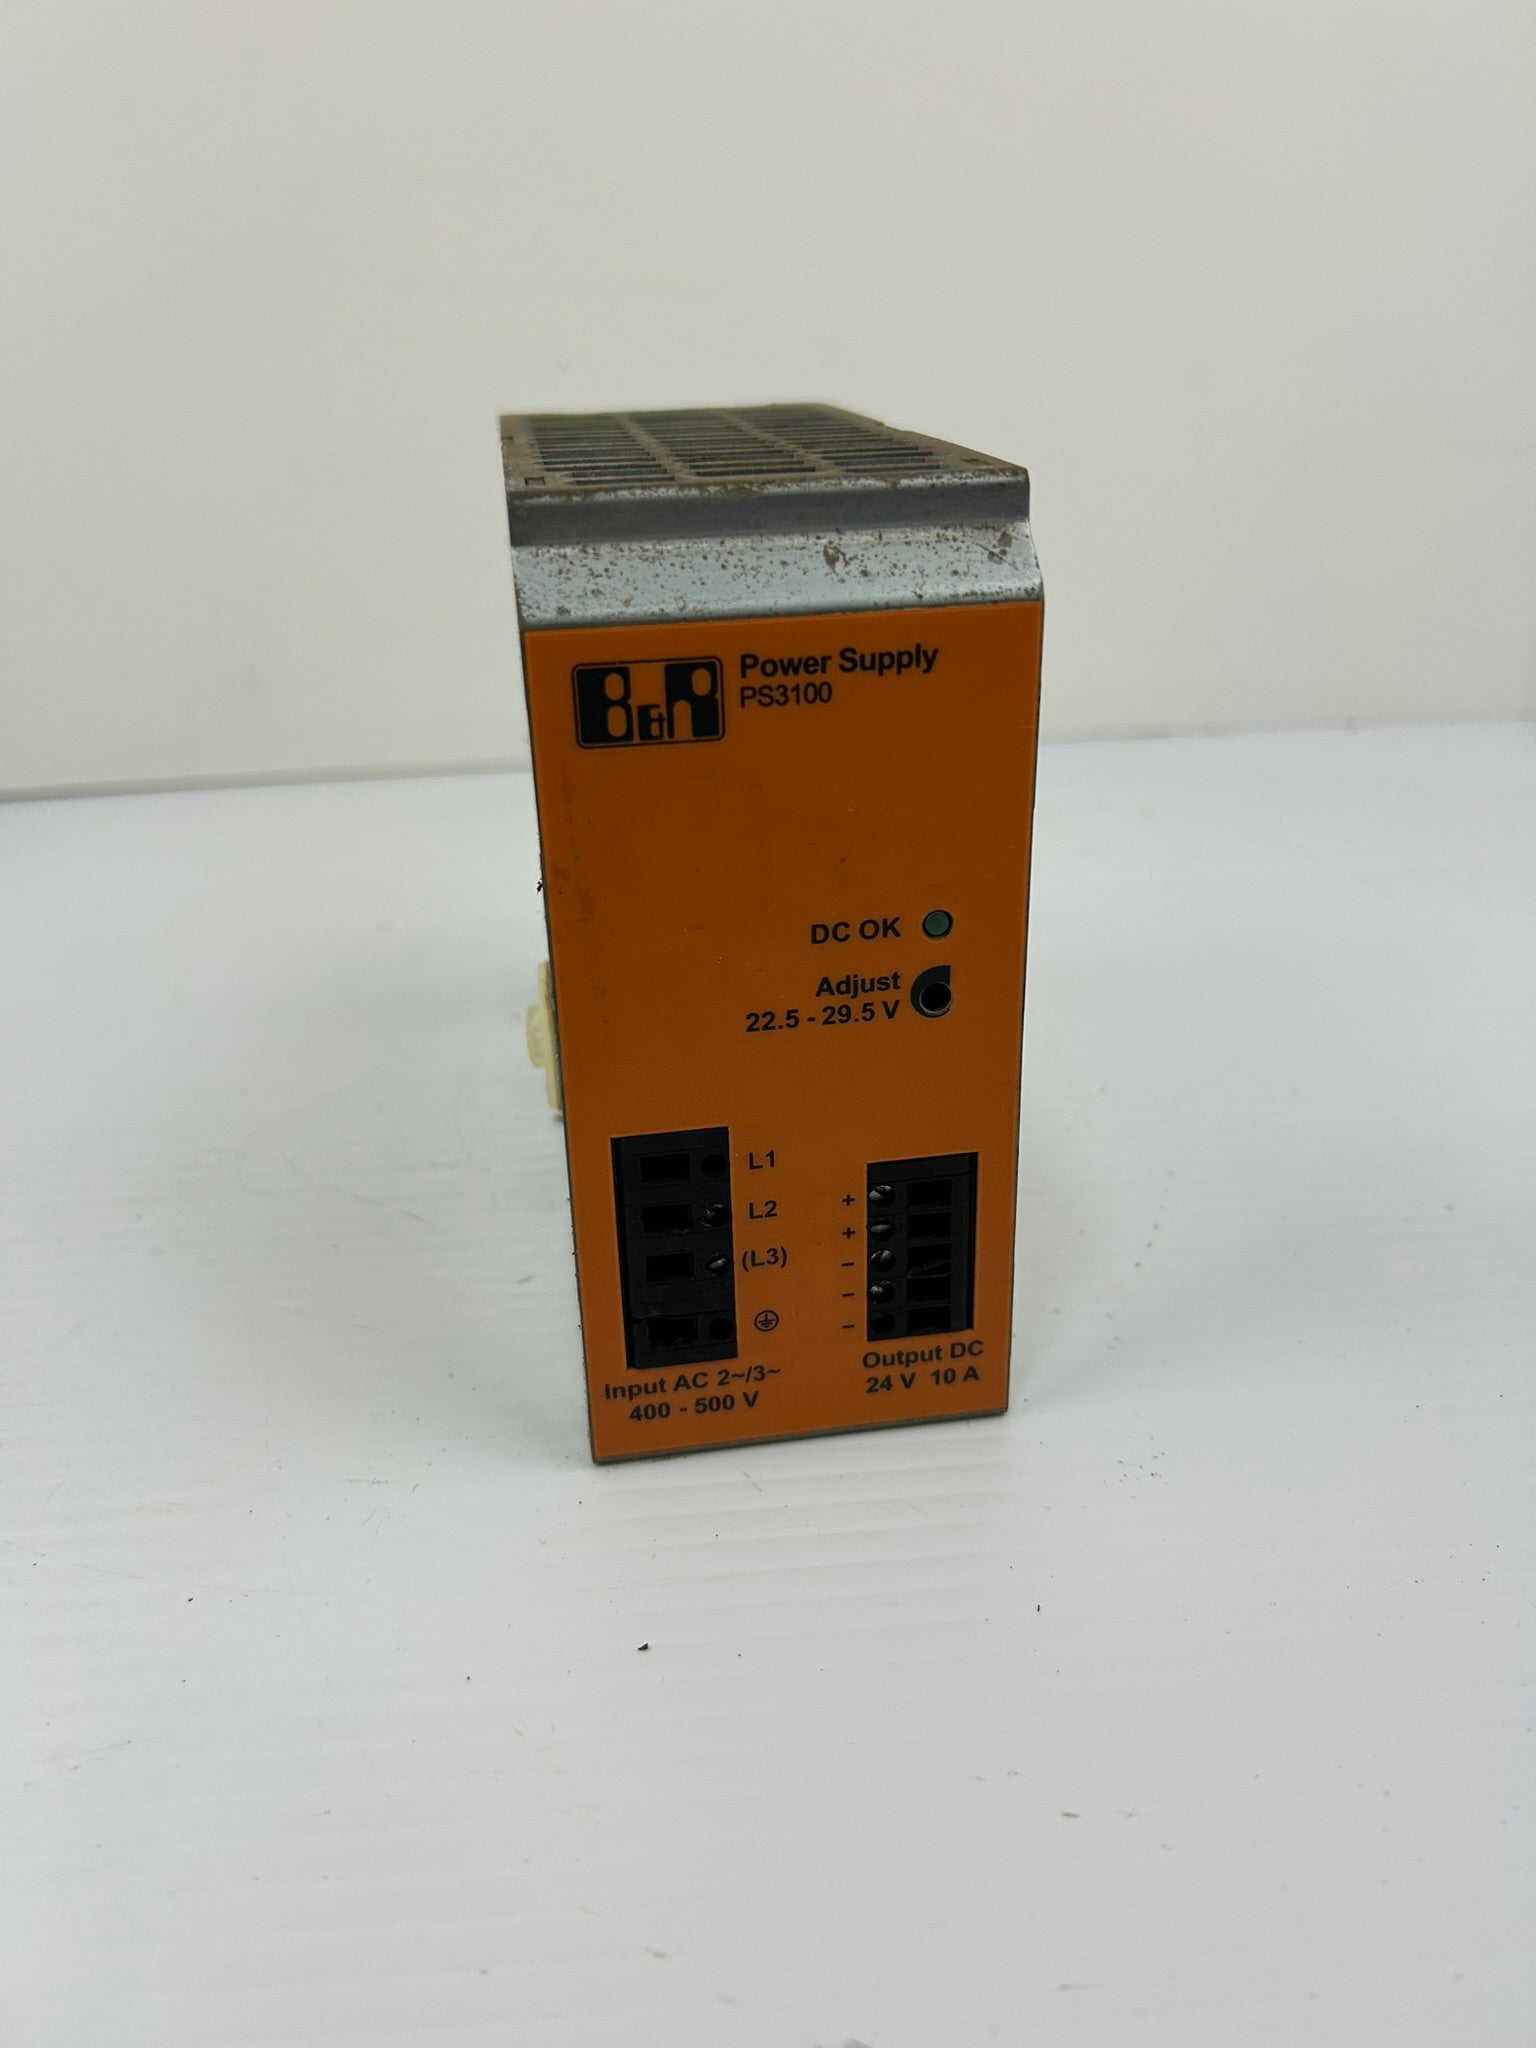 B&R
Power Supply
PS3100
DC OK
Adjust
22.5 - 29.5 V
L1
L2
(L3)
+
+
−
−
−
Input AC 2~/3~
400 - 500 V
Output DC
24 V 10 A